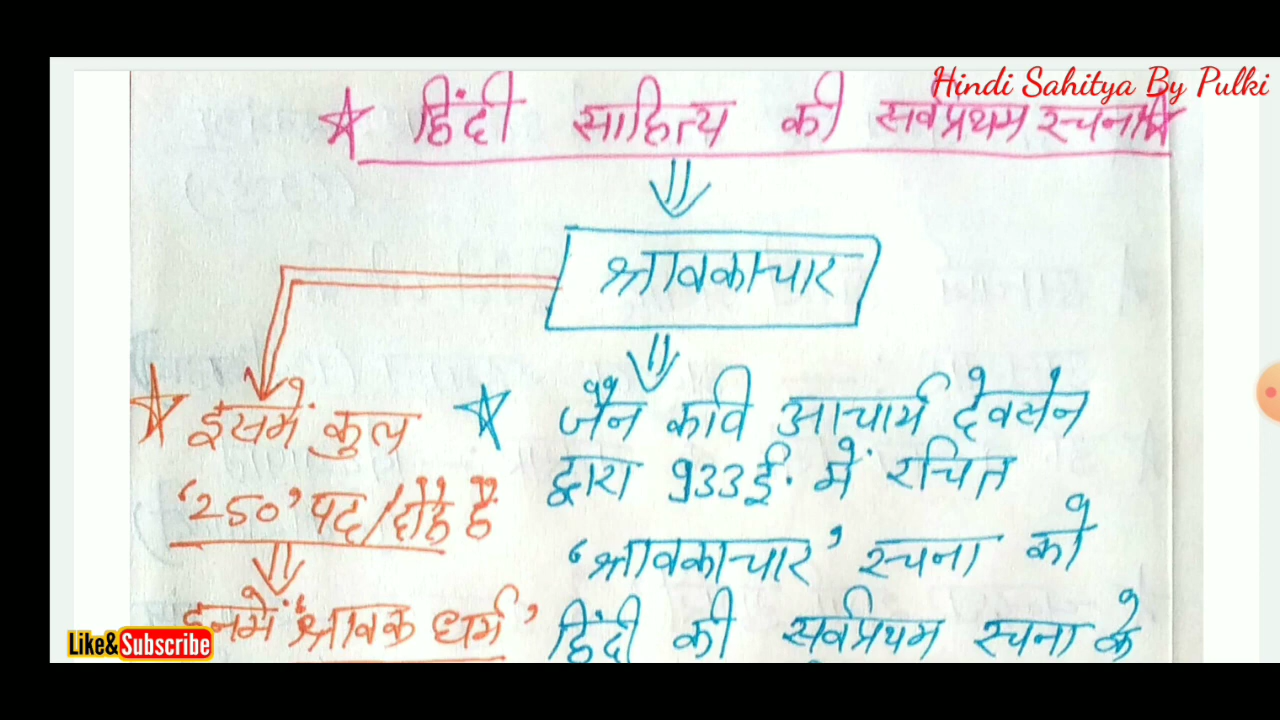 Hindi Sahitya By Pulki
हिंदी साहित्य की सर्वप्रथम रचना
श्रावकाचार
इसमें कुल
‘250’ पद/दोहे हैं
इनमें ‘श्रावक धर्म’
जैन कवि आचार्य देवसेन
द्वारा 933ई. में रचित
‘श्रावकाचार’ रचना को
हिंदी की सर्वप्रथम रचना के
Like& Subscribe